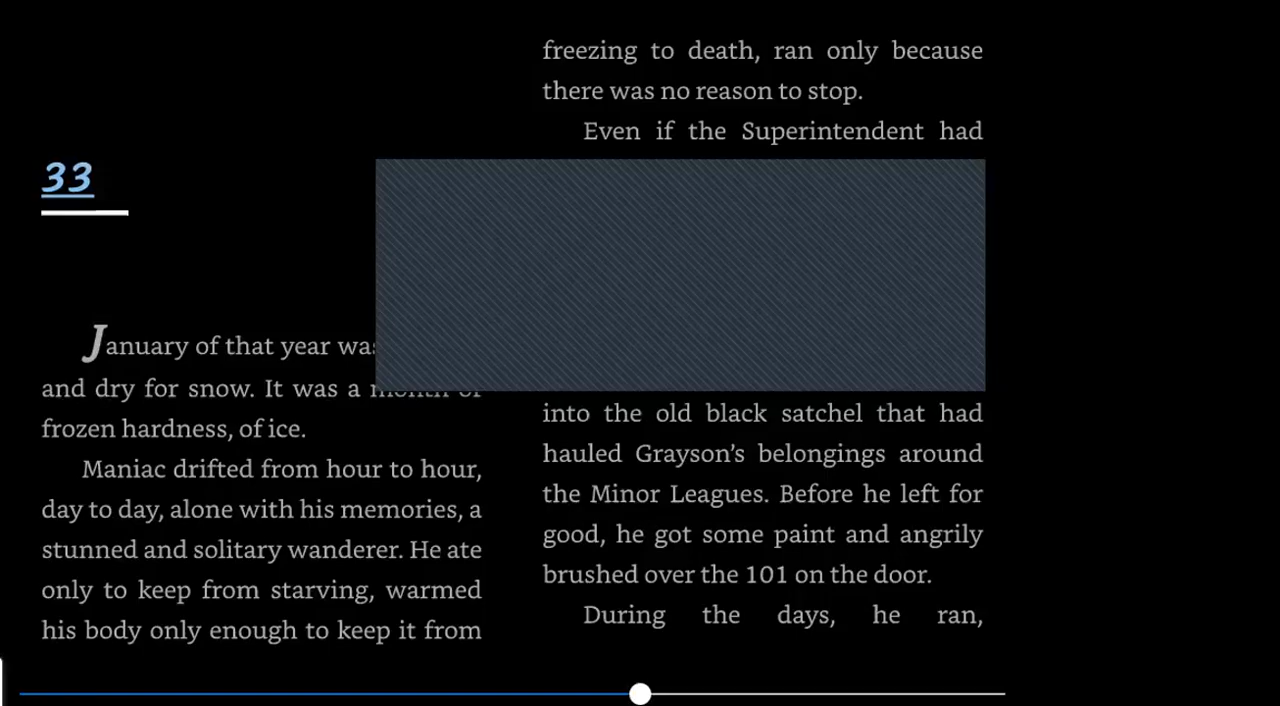 33
January of that year was
and dry for snow. It was a
frozen hardness, of ice.
Maniac drifted from hour to hour,
day to day, alone with his memories, a
stunned and solitary wanderer. He ate
only to keep from starving, warmed
his body only enough to keep it from
freezing to death, ran only because
there was no reason to stop.
Even if the Superintendent had
into the old black satchel that had
hauled Grayson's belongings around
the Minor Leagues. Before he left for
good, he got some paint and angrily
brushed over the 101 on the door.
During the days, he ran,